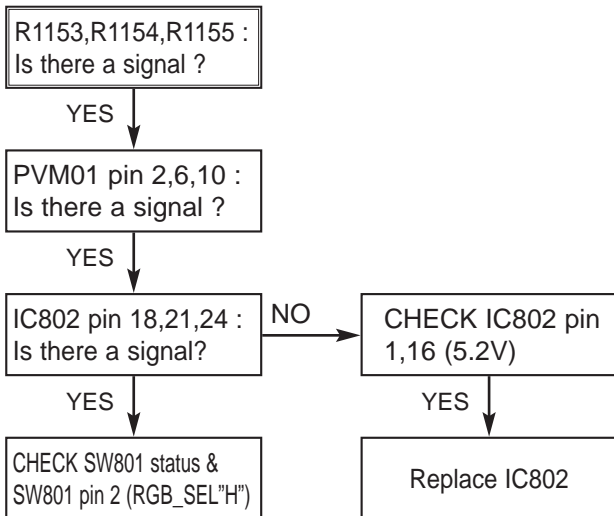 R1153,R1154,R1155 :
Is there a signal ?
YES
PVM01 pin 2,6,10 :
Is there a signal ?
YES
IC802 pin 18,21,24 :
Is there a signal?
NO
CHECK IC802 pin
1,16 (5.2V)
YES
CHECK SW801 status &
SW801 pin 2 (RGB_SEL”H”)
YES
Replace IC802